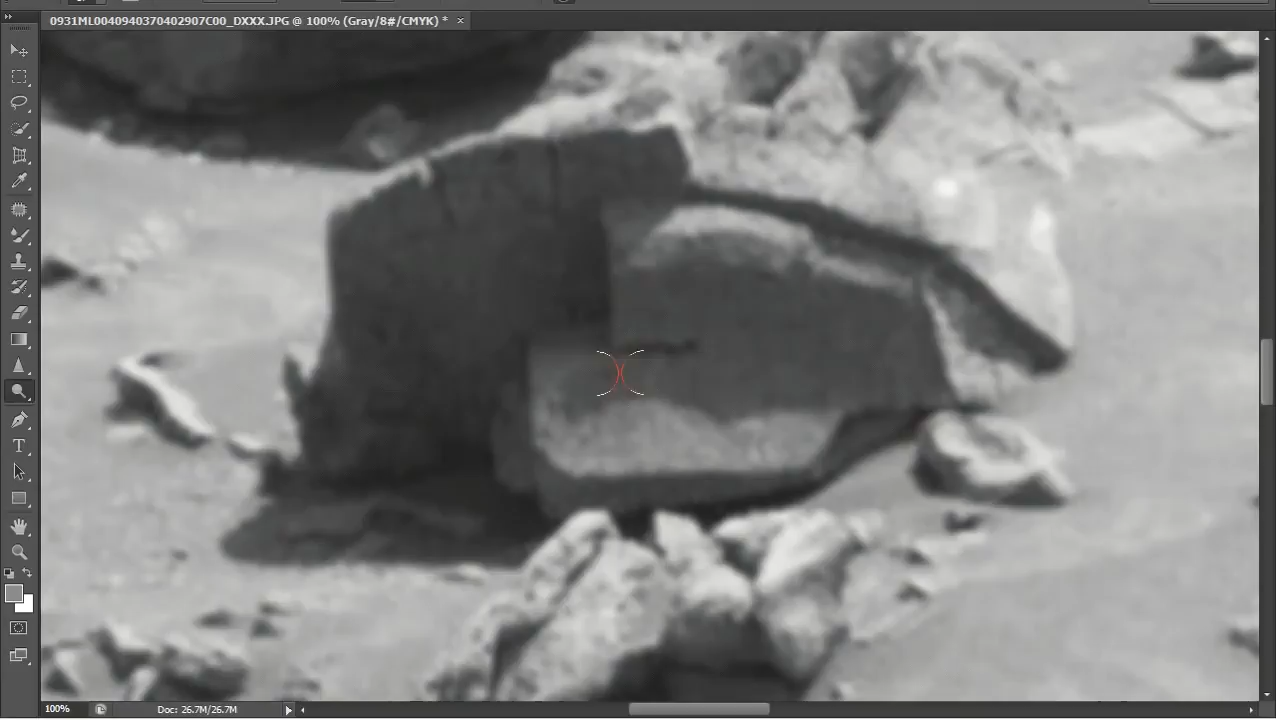 0931ML0040940370402907C00_DXXX.JPG @ 100% (Gray/8#/CMYK) * ×
T
100% Doc: 26.7M/26.7M